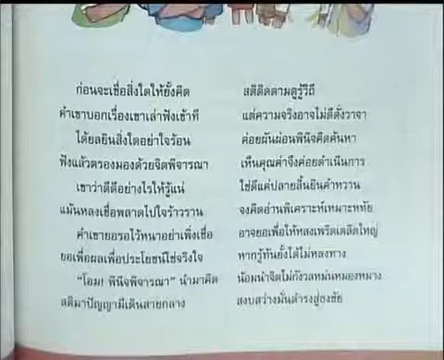 ก่อนจะเชื่อสิ่งใดให้ยั้งคิด สติติดตามดูรู้วิถี
คำเขาบอกเรื่องเขาเล่าฟังเข้าที แต่ความจริงอาจไม่ดีดั่งวาจา
ได้ยลยินสิ่งใดอย่าใจร้อน ค่อยผันผ่อนพินิจคิดค้นหา
ฟังแล้วตรองมองด้วยจิตพิจารณา เห็นคุณค่าจึงค่อยดำเนินการ
เขาว่าดีดีอย่างไรให้รู้แน่ ใช่ดีแค่ปลายลิ้นยินคำหวาน
แม้นหลงเชื่อพลาดไปใจร้าวราน จงคิดอ่านพิเคราะห์เหมาะหทัย
คำเขายอรอไว้หนาอย่าเพิ่งเชื่อ อาจยอเพื่อให้หลงเพริดเตลิดใหญ่
ยอเพื่อผลเพื่อประโยชน์ใช่จริงใจ หากรู้ทันยั้งได้ไม่หลงทาง
"โอม! พินิจพิจารณา" นำมาคิด น้อมนำจิตไม่กังวลหม่นหมองหมาง
สติมาปัญญามีเดินสายกลาง สงบสว่างมั่นดำรงสู่ธงชัย